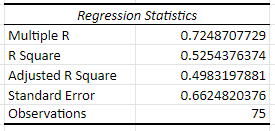 Regression Statistics
Multiple R 0.7248707729
R Square 0.5254376374
Adjusted R Square 0.4983197881
Standard Error 0.6624820376
Observations 75